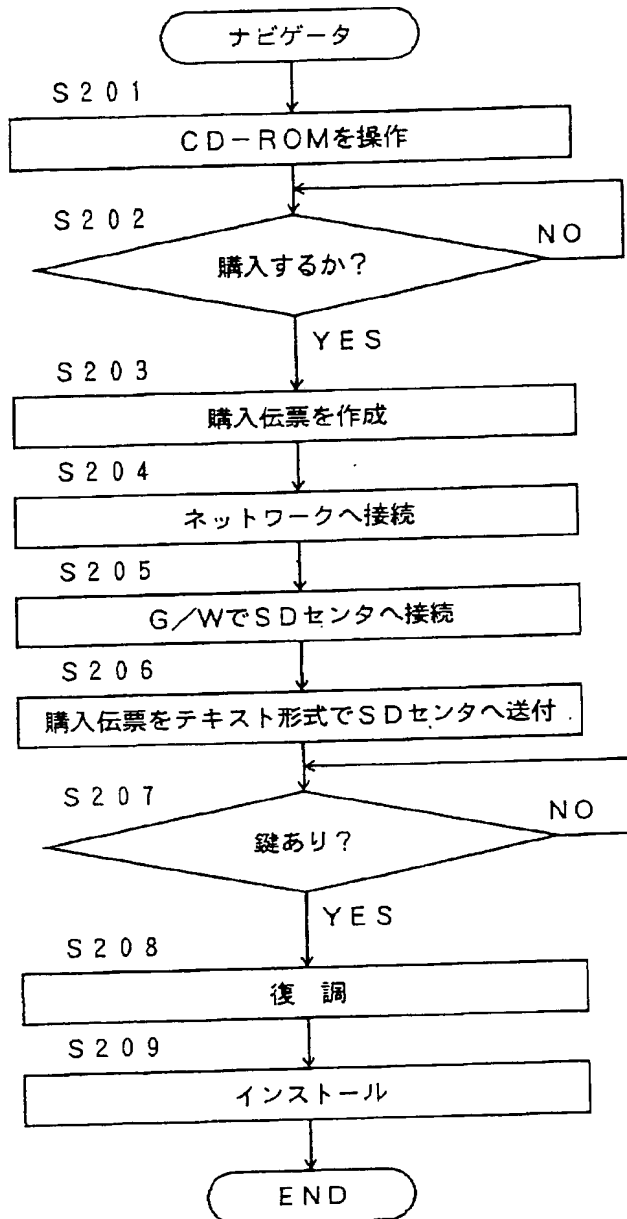 ナビゲータ
S201
CD-ROMを操作
S202
購入するか?
NO
YES
S203
購入伝票を作成
S204
ネットワークへ接続
S205
G/WでSDセンタへ接続
S206
購入伝票をテキスト形式でSDセンタへ送付
S207
鍵あり?
NO
YES
S208
復 調
S209
インストール
END